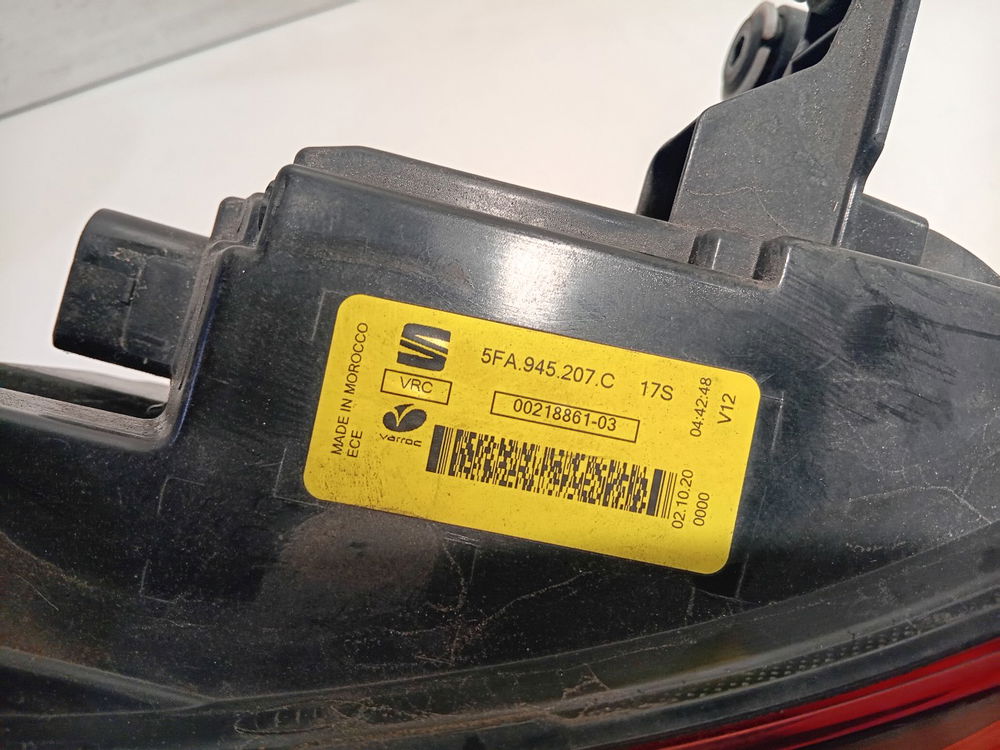 MADE IN MOROCCO
ECE
5FA.945.207.C 17S
VRC
00218861-03
varroc
04:42:48
V12
02.10.20
0000